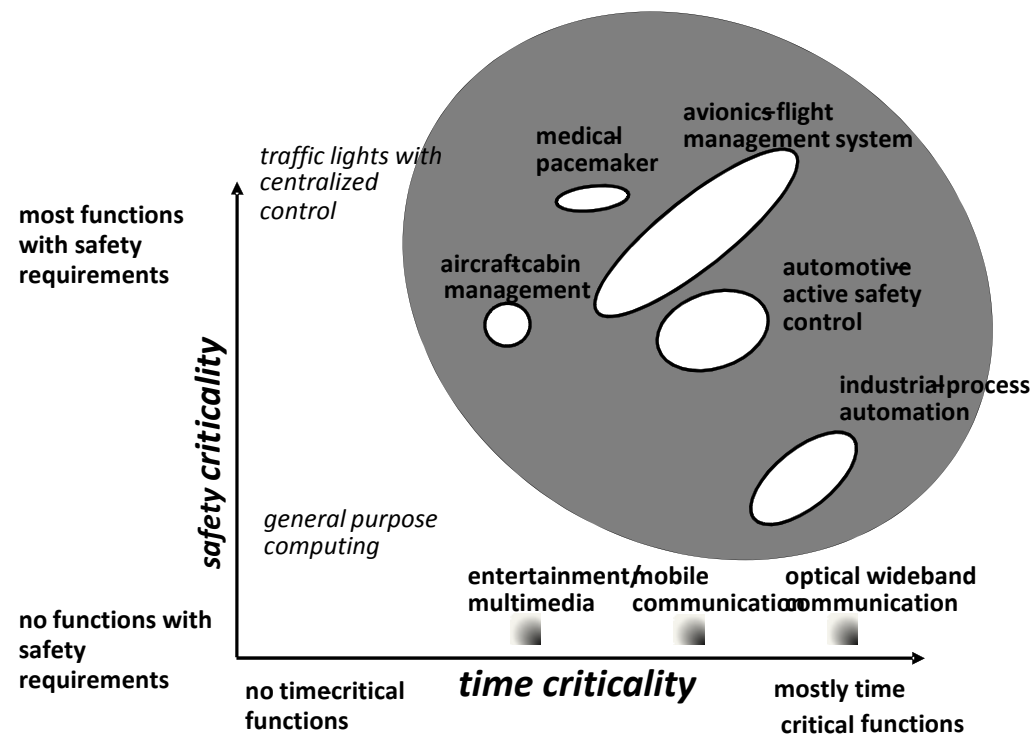 avionics-flight
management system
medical-
pacemaker
traffic lights with
centralized
control
most functions
with safety
requirements
aircraft-cabin
management
automotive-
active safety
control
industrial-process
automation
safety criticality
general purpose
computing
entertainment/
multimedia
mobile
communication
optical wideband
communication
no functions with
safety
requirements
time criticality
no timecritical
functions
mostly time
critical functions